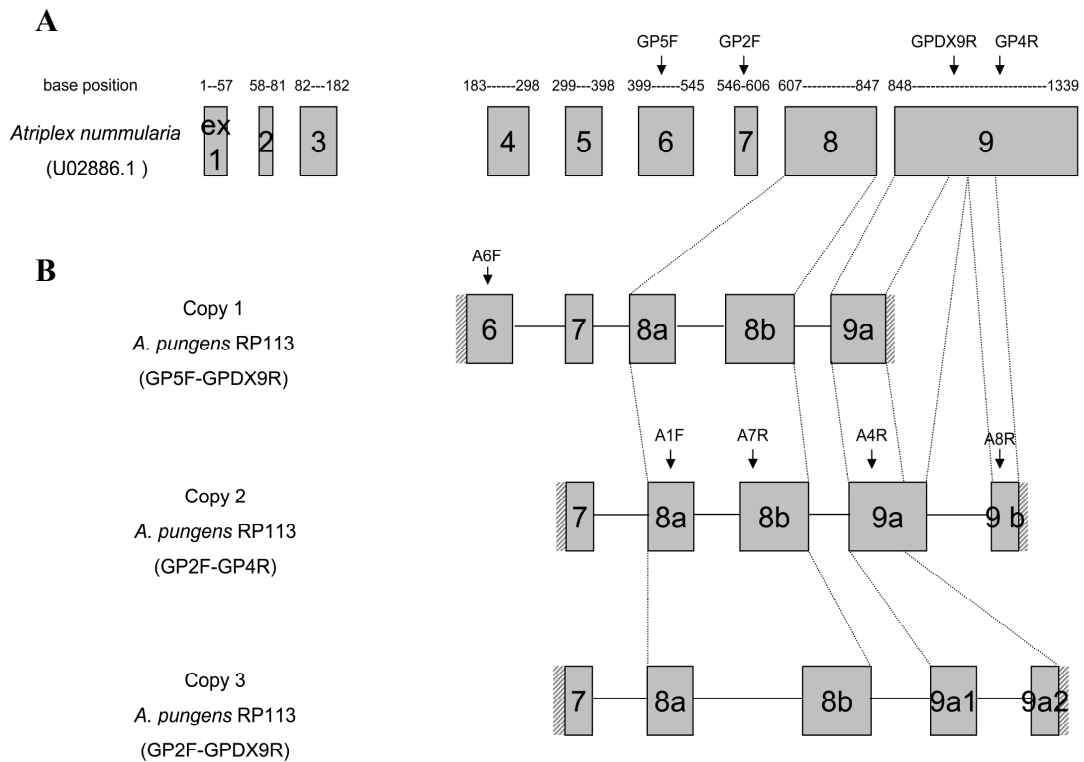 A
GP5F GP2F GPDX9R GP4R
base position 1--57 58-81 82---182 183------298 299---398 399------545 546-606 607------------847 848------------------------------1339
Atriplex nummularia
(U02886.1 )
ex 1 2 3 4 5 6 7 8 9
B
A6F
Copy 1
A. pungens RP113
(GP5F-GPDX9R)
6 7 8a 8b 9a
A1F A7R A4R A8R
Copy 2
A. pungens RP113
(GP2F-GP4R)
7 8a 8b 9a 9 b
Copy 3
A. pungens RP113
(GP2F-GPDX9R)
7 8a 8b 9a1 9a2